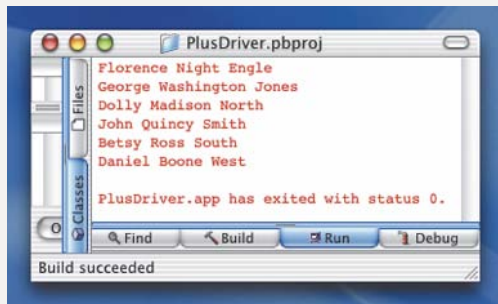 PlusDriver.pbproj
Files
Classes
Florence Night Engle
George Washington Jones
Dolly Madison North
John Quincy Smith
Betsy Ross South
Daniel Boone West
PlusDriver.app has exited with status 0.
Find
Build
Run
Debug
Build succeeded